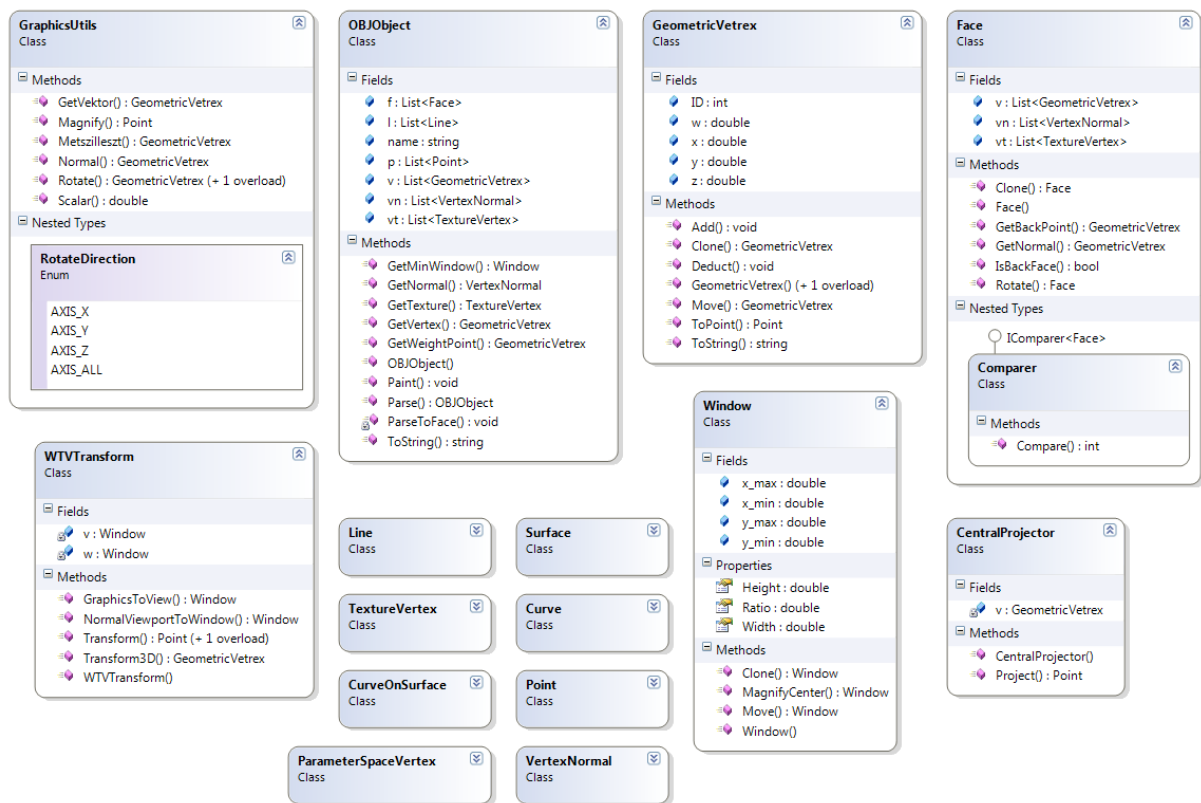 GraphicsUtils
Class
Methods
GetVektor() : GeometricVetrex
Magnify() : Point
Metszilleszt() : GeometricVetrex
Normal() : GeometricVetrex
Rotate() : GeometricVetrex (+ 1 overload)
Scalar() : double
Nested Types
RotateDirection
Enum
AXIS_X
AXIS_Y
AXIS_Z
AXIS_ALL
OBJObject
Class
Fields
f : List<Face>
l : List<Line>
name : string
p : List<Point>
v : List<GeometricVetrex>
vn : List<VertexNormal>
vt : List<TextureVertex>
Methods
GetMinWindow() : Window
GetNormal() : VertexNormal
GetTexture() : TextureVertex
GetVertex() : GeometricVetrex
GetWeightPoint() : GeometricVetrex
OBJObject()
Paint() : void
Parse() : OBJObject
ParseToFace() : void
ToString() : string
GeometricVetrex
Class
Fields
ID : int
w : double
x : double
y : double
z : double
Methods
Add() : void
Clone() : GeometricVetrex
Deduct() : void
GeometricVetrex() (+ 1 overload)
Move() : GeometricVetrex
ToPoint() : Point
ToString() : string
Face
Class
Fields
v : List<GeometricVetrex>
vn : List<VertexNormal>
vt : List<TextureVertex>
Methods
Clone() : Face
Face()
GetBackPoint() : GeometricVetrex
GetNormal() : GeometricVetrex
IsBackFace() : bool
Rotate() : Face
Nested Types
IComparer<Face>
Comparer
Class
Methods
Compare() : int
WTVTransform
Class
Fields
v : Window
w : Window
Methods
GraphicsToView() : Window
NormalViewportToWindow() : Window
Transform() : Point (+ 1 overload)
Transform3D() : GeometricVetrex
WTVTransform()
Line
Class
Surface
Class
TextureVertex
Class
Curve
Class
CurveOnSurface
Class
Point
Class
ParameterSpaceVertex
Class
VertexNormal
Class
Window
Class
Fields
x_max : double
x_min : double
y_max : double
y_min : double
Properties
Height : double
Ratio : double
Width : double
Methods
Clone() : Window
MagnifyCenter() : Window
Move() : Window
Window()
CentralProjector
Class
Fields
v : GeometricVetrex
Methods
CentralProjector()
Project() : Point